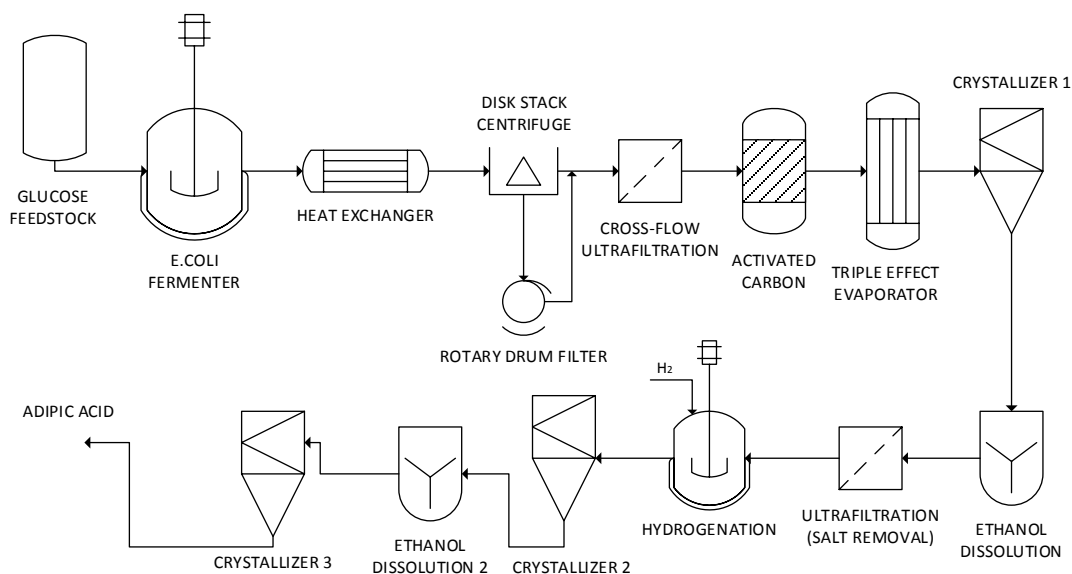 GLUCOSE
FEEDSTOCK
E.COLI
FERMENTER
HEAT EXCHANGER
DISK STACK
CENTRIFUGE
ROTARY DRUM FILTER
CROSS-FLOW
ULTRAFILTRATION
ACTIVATED
CARBON
TRIPLE EFFECT
EVAPORATOR
CRYSTALLIZER 1
ETHANOL
DISSOLUTION
ULTRAFILTRATION
(SALT REMOVAL)
H₂
HYDROGENATION
CRYSTALLIZER 2
ETHANOL
DISSOLUTION 2
CRYSTALLIZER 3
ADIPIC ACID